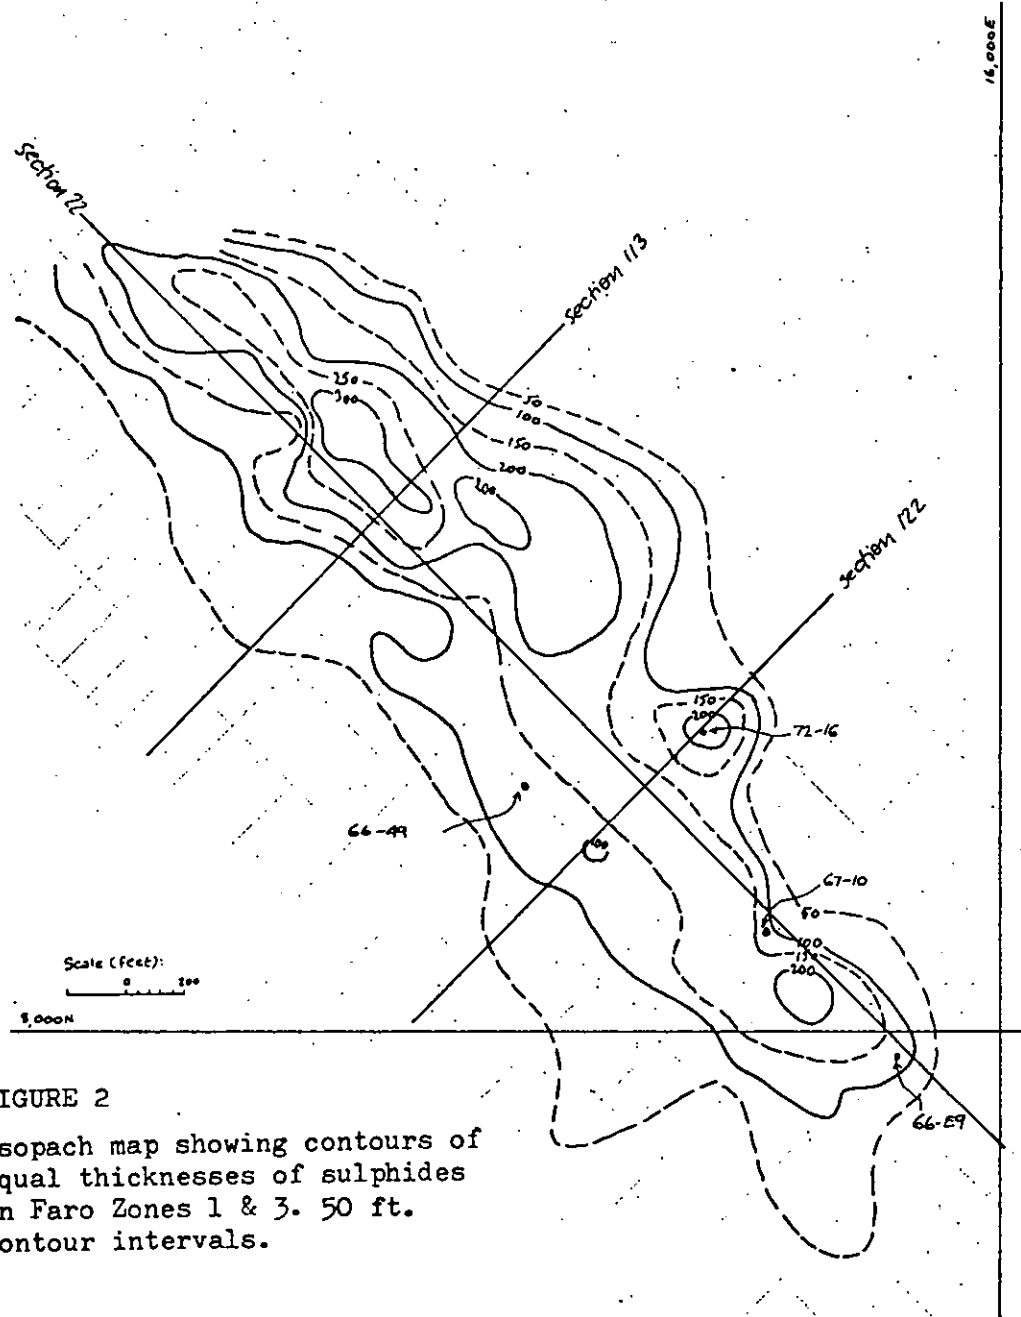 16,000E
Section 22
Section 113
250
300
50
100
150
200
200
Section 122
150
200
72-16
66-49
100
67-10
50
100
150
200
Scale (feet):
0 200
8,000N
66-E9
IGURE 2
sopach map showing contours of
qual thicknesses of sulphides
n Faro Zones 1 & 3. 50 ft.
ontour intervals.